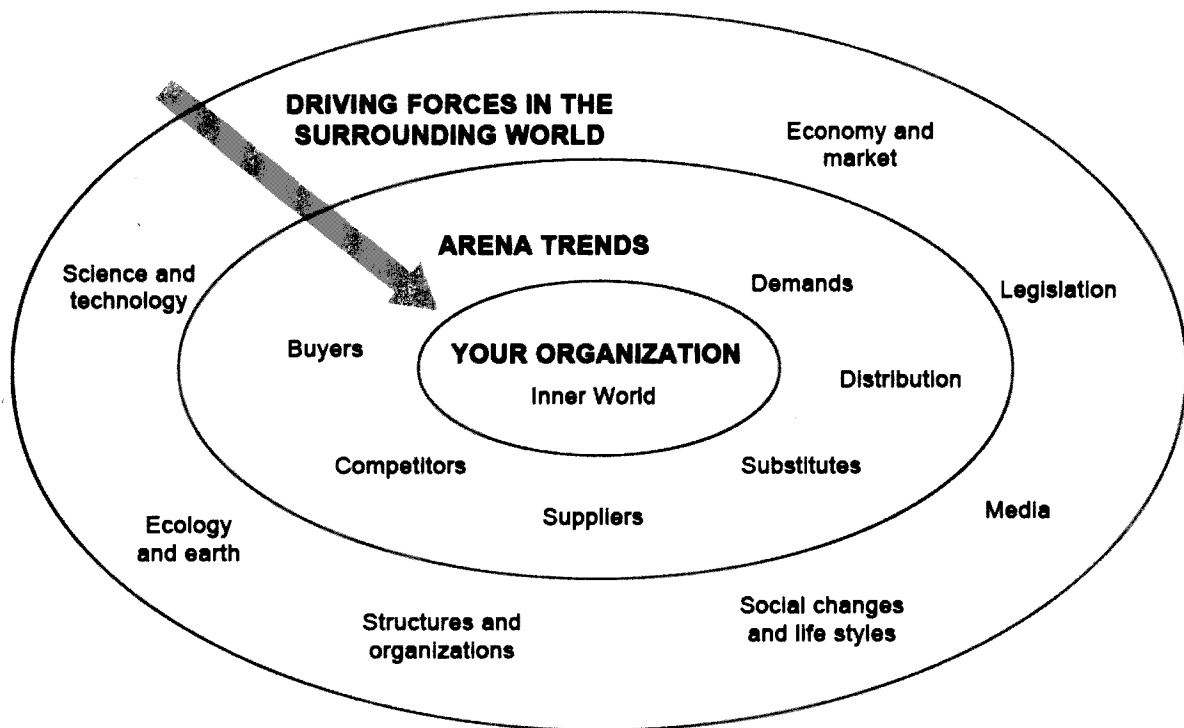 DRIVING FORCES IN THE
SURROUNDING WORLD
Economy and
market
ARENA TRENDS
Science and
technology
Demands
Legislation
Buyers
YOUR ORGANIZATION
Distribution
Inner World
Competitors
Substitutes
Suppliers
Media
Ecology
and earth
Social changes
and life styles
Structures and
organizations